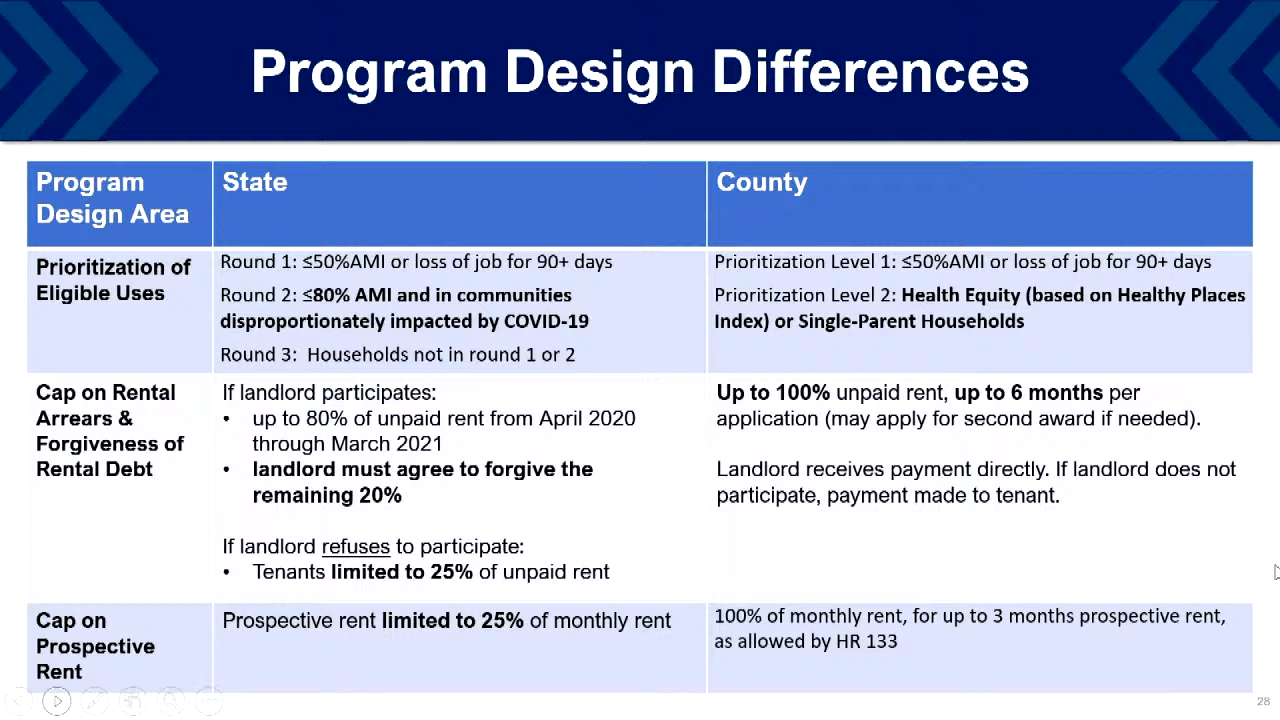 Program Design Differences
Program
Design Area
State
County
Prioritization of
Eligible Uses
Round 1: ≤50%AMI or loss of job for 90+ days
Round 2: ≤80% AMI and in communities
disproportionately impacted by COVID-19
Round 3:  Households not in round 1 or 2
Prioritization Level 1: ≤50%AMI or loss of job for 90+ days
Prioritization Level 2: Health Equity (based on Healthy Places
Index) or Single-Parent Households
Cap on Rental
Arrears &
Forgiveness of
Rental Debt
If landlord participates:
• up to 80% of unpaid rent from April 2020
through March 2021
• landlord must agree to forgive the
remaining 20%
If landlord refuses to participate:
• Tenants limited to 25% of unpaid rent
Up to 100% unpaid rent, up to 6 months per
application (may apply for second award if needed).
Landlord receives payment directly. If landlord does not
participate, payment made to tenant.
Cap on
Prospective
Rent
Prospective rent limited to 25% of monthly rent
100% of monthly rent, for up to 3 months prospective rent,
as allowed by HR 133
28